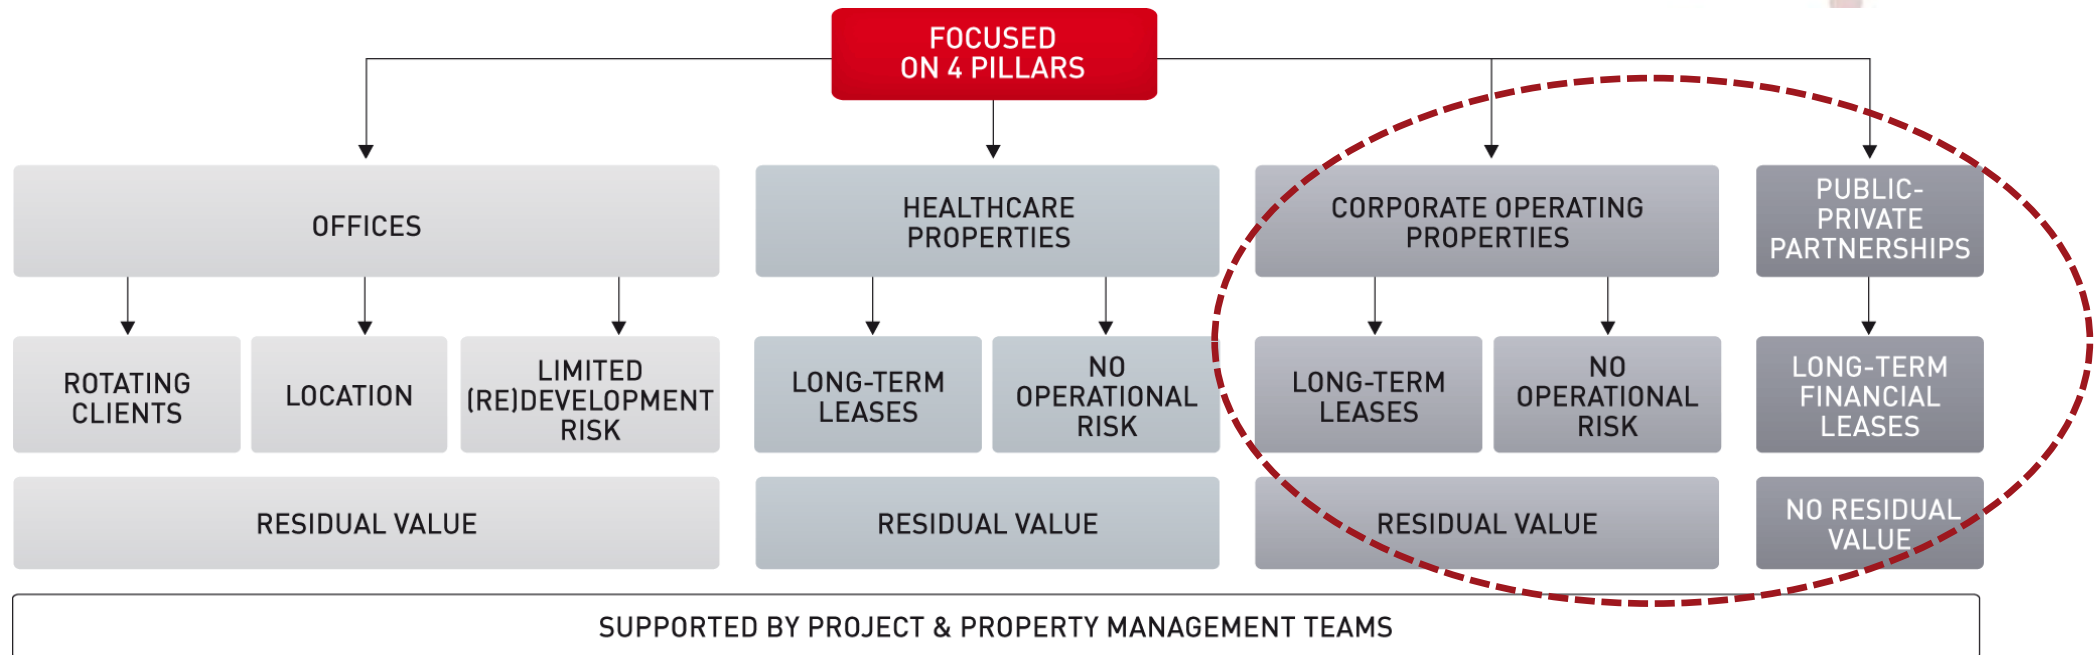 FOCUSED
ON 4 PILLARS
OFFICES
HEALTHCARE
PROPERTIES
CORPORATE OPERATING
PROPERTIES
PUBLIC-
PRIVATE
PARTNERSHIPS
ROTATING
CLIENTS
LOCATION
LIMITED
(RE)DEVELOPMENT
RISK
LONG-TERM
LEASES
NO
OPERATIONAL
RISK
LONG-TERM
LEASES
NO
OPERATIONAL
RISK
LONG-TERM
FINANCIAL
LEASES
RESIDUAL VALUE
RESIDUAL VALUE
RESIDUAL VALUE
NO RESIDUAL
VALUE
SUPPORTED BY PROJECT & PROPERTY MANAGEMENT TEAMS